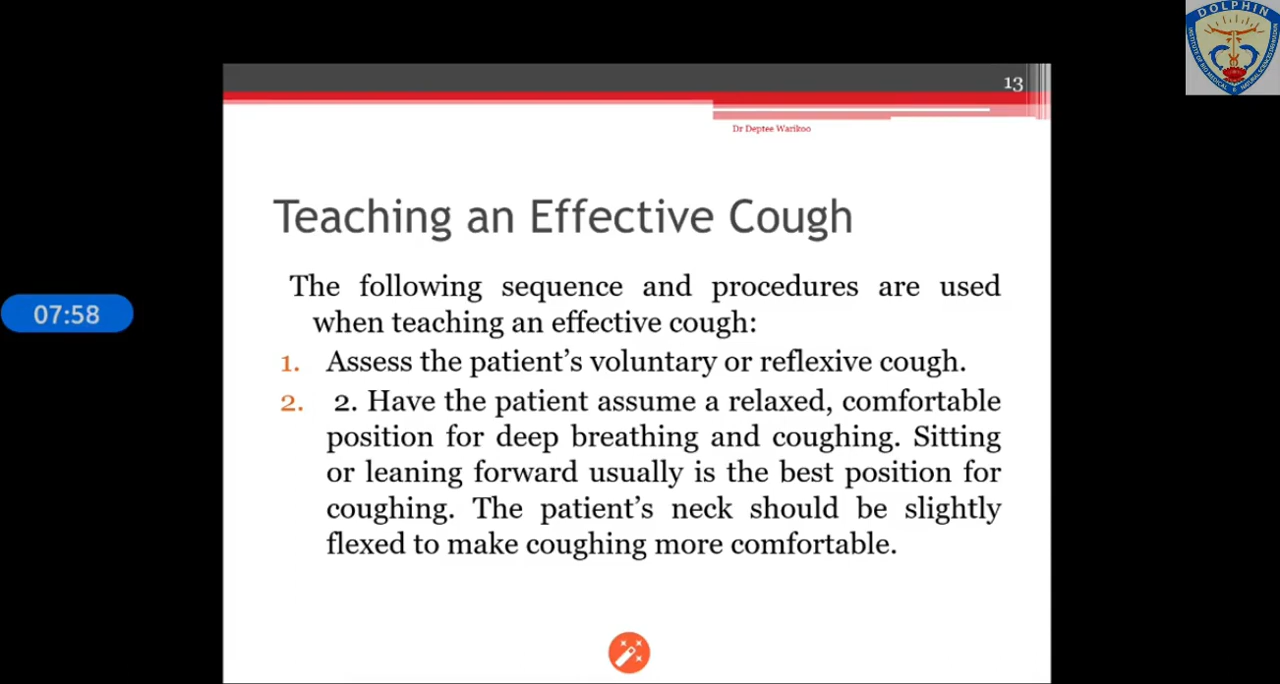 DOLPHIN
13
Dr Deptee Warikoo
Teaching an Effective Cough
The following sequence and procedures are used
when teaching an effective cough:
07:58
1. Assess the patient’s voluntary or reflexive cough.
2. 2. Have the patient assume a relaxed, comfortable
position for deep breathing and coughing. Sitting
or leaning forward usually is the best position for
coughing. The patient’s neck should be slightly
flexed to make coughing more comfortable.